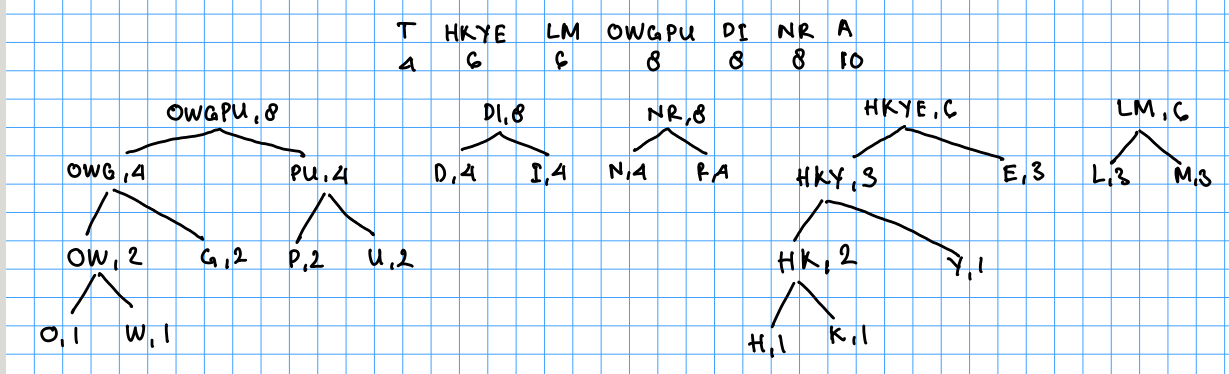 T HKYE LM OWGPU DI NR A
4 6 6 8 8 8 10
OWGPU,8 DI,8 NR,8 HKYE,6 LM,6
OWG,4 PU,4 D,4 I,4 N,4 R,4 HKY,3 E,3 L,3 M,3
OW,2 G,2 P,2 U,2 HK,2 Y,1
O,1 W,1 H,1 K,1